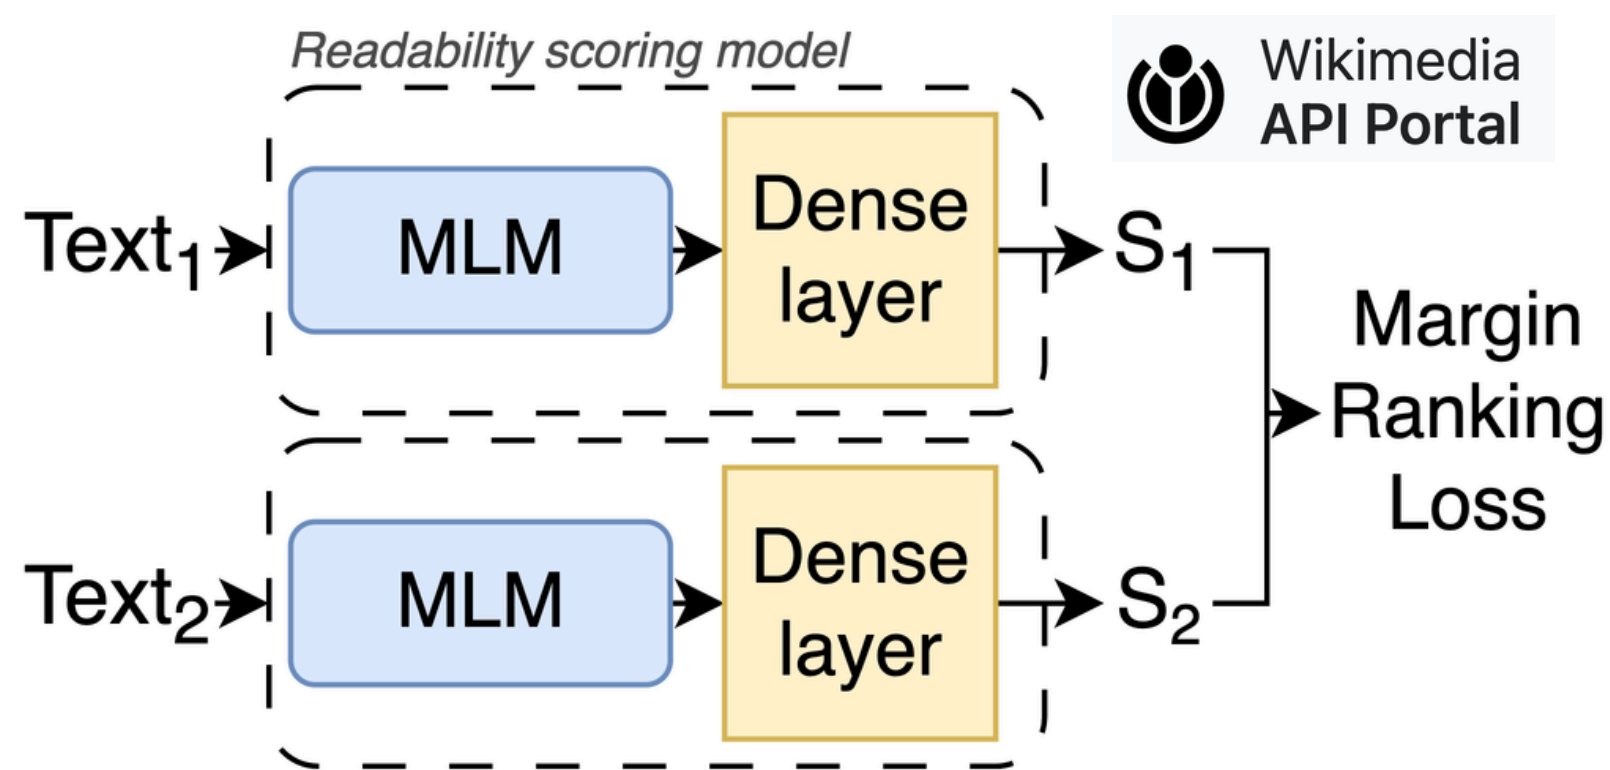 Readability scoring model
Wikimedia
API Portal
Text₁
MLM
Dense
layer
S₁
Margin
Ranking
Loss
Text₂
MLM
Dense
layer
S₂